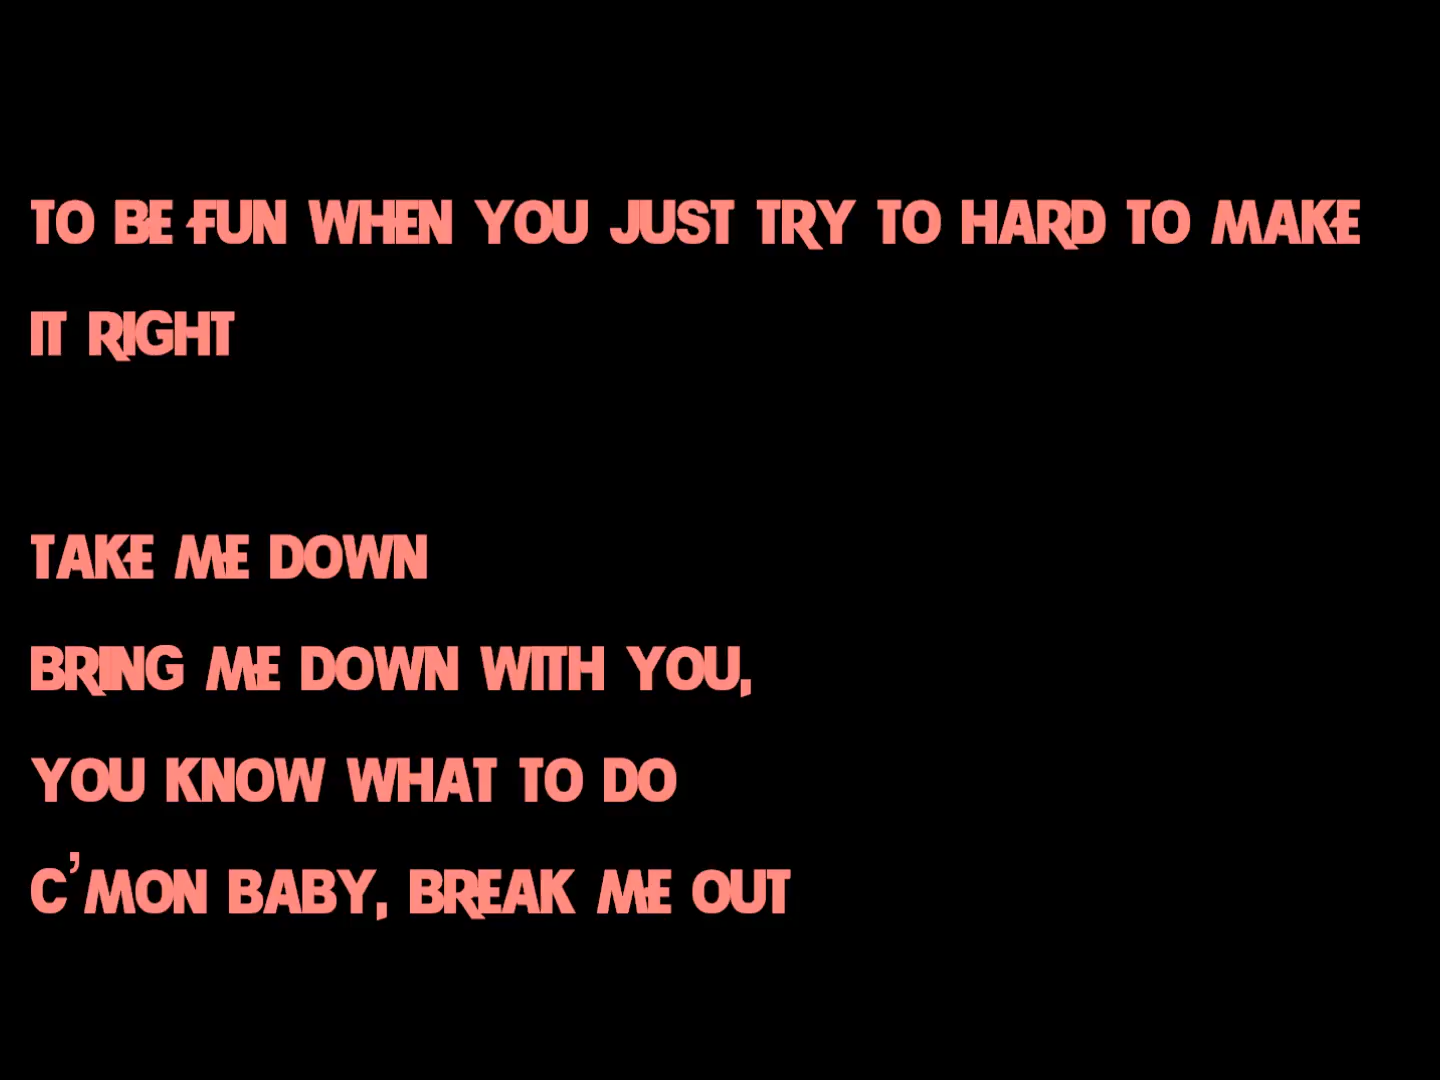 TO BE FUN WHEN YOU JUST TRY TO HARD TO MAKE
IT RIGHT
TAKE ME DOWN
BRING ME DOWN WITH YOU,
YOU KNOW WHAT TO DO
C'MON BABY, BREAK ME OUT